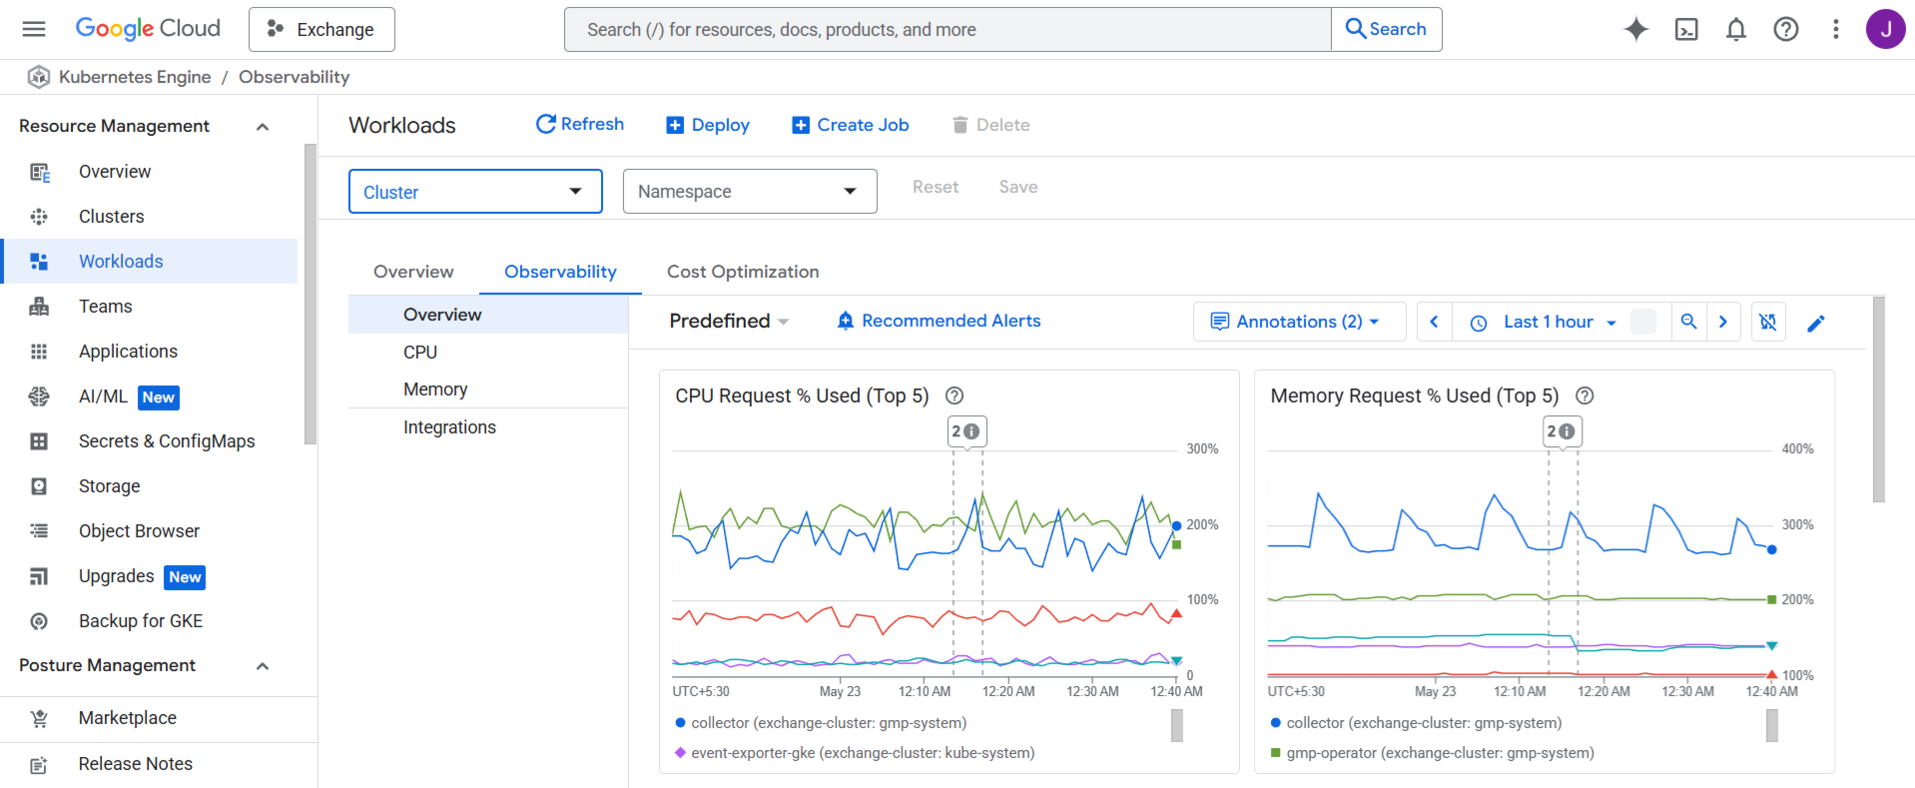 Google Cloud
Exchange
Search (/) for resources, docs, products, and more
Search
J
Kubernetes Engine / Observability
Resource Management
Overview
Clusters
Workloads
Teams
Applications
AI/ML New
Secrets & ConfigMaps
Storage
Object Browser
Upgrades New
Backup for GKE
Posture Management
Marketplace
Release Notes
Workloads
Refresh
Deploy
Create Job
Delete
Cluster
Namespace
Reset
Save
Overview
Observability
Cost Optimization
Overview
CPU
Memory
Integrations
Predefined
Recommended Alerts
Annotations (2)
Last 1 hour
CPU Request % Used (Top 5)
2
300%
200%
100%
0
UTC+5:30 May 23 12:10 AM 12:20 AM 12:30 AM 12:40 AM
collector (exchange-cluster: gmp-system)
event-exporter-gke (exchange-cluster: kube-system)
Memory Request % Used (Top 5)
2
400%
300%
200%
100%
UTC+5:30 May 23 12:10 AM 12:20 AM 12:30 AM 12:40 AM
collector (exchange-cluster: gmp-system)
gmp-operator (exchange-cluster: gmp-system)